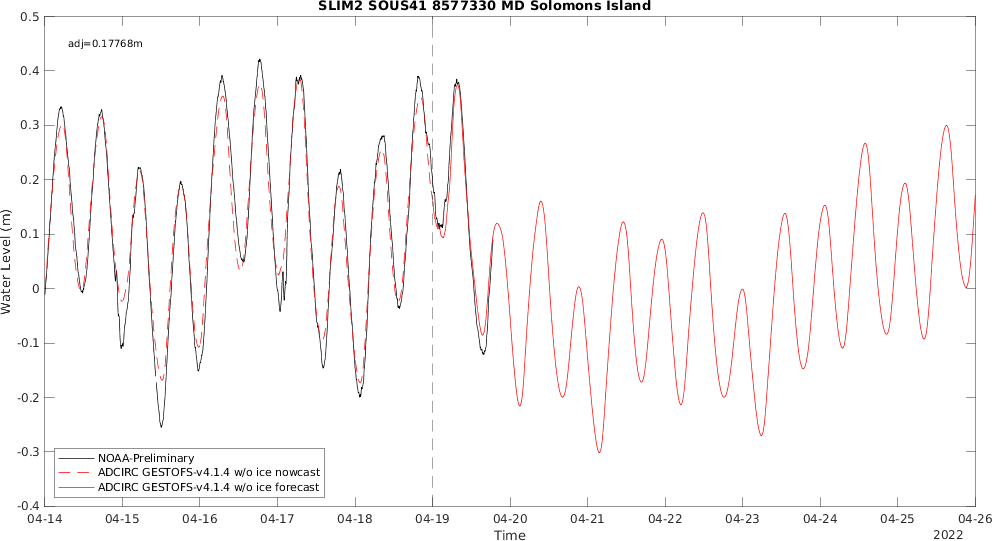 SLIM2 SOUS41 8577330 MD Solomons Island
adj=0.17768m
Water Level (m)
0.5
0.4
0.3
0.2
0.1
0
-0.1
-0.2
-0.3
-0.4
NOAA-Preliminary
ADCIRC GESTOFS-v4.1.4 w/o ice nowcast
ADCIRC GESTOFS-v4.1.4 w/o ice forecast
04-14 04-15 04-16 04-17 04-18 04-19 04-20 04-21 04-22 04-23 04-24 04-25 04-26
Time
2022